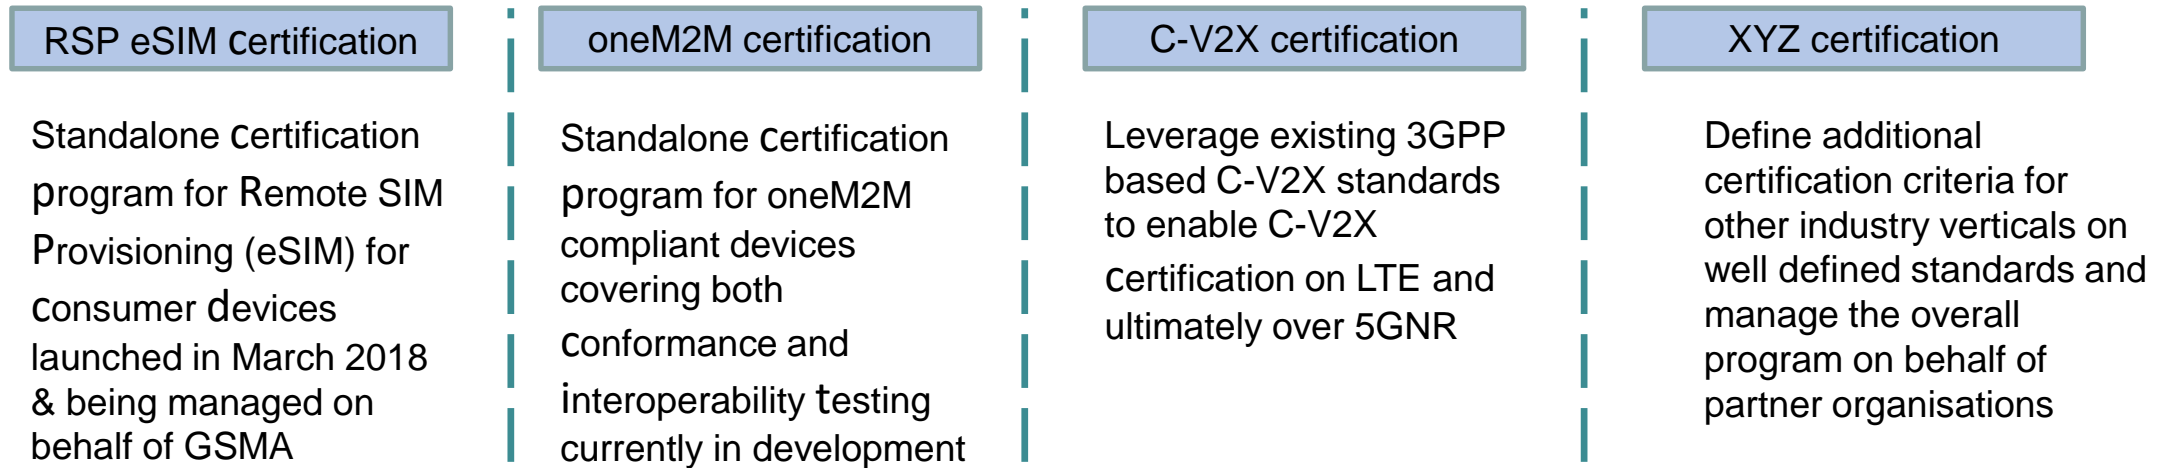 RSP eSIM Certification
Standalone Certification
program for Remote SIM
Provisioning (eSIM) for
consumer devices
launched in March 2018
& being managed on
behalf of GSMA
oneM2M certification
Standalone Certification
program for oneM2M
compliant devices
covering both
conformance and
interoperability testing
currently in development
C-V2X certification
Leverage existing 3GPP
based C-V2X standards
to enable C-V2X
certification on LTE and
ultimately over 5GNR
XYZ certification
Define additional
certification criteria for
other industry verticals on
well defined standards and
manage the overall
program on behalf of
partner organisations